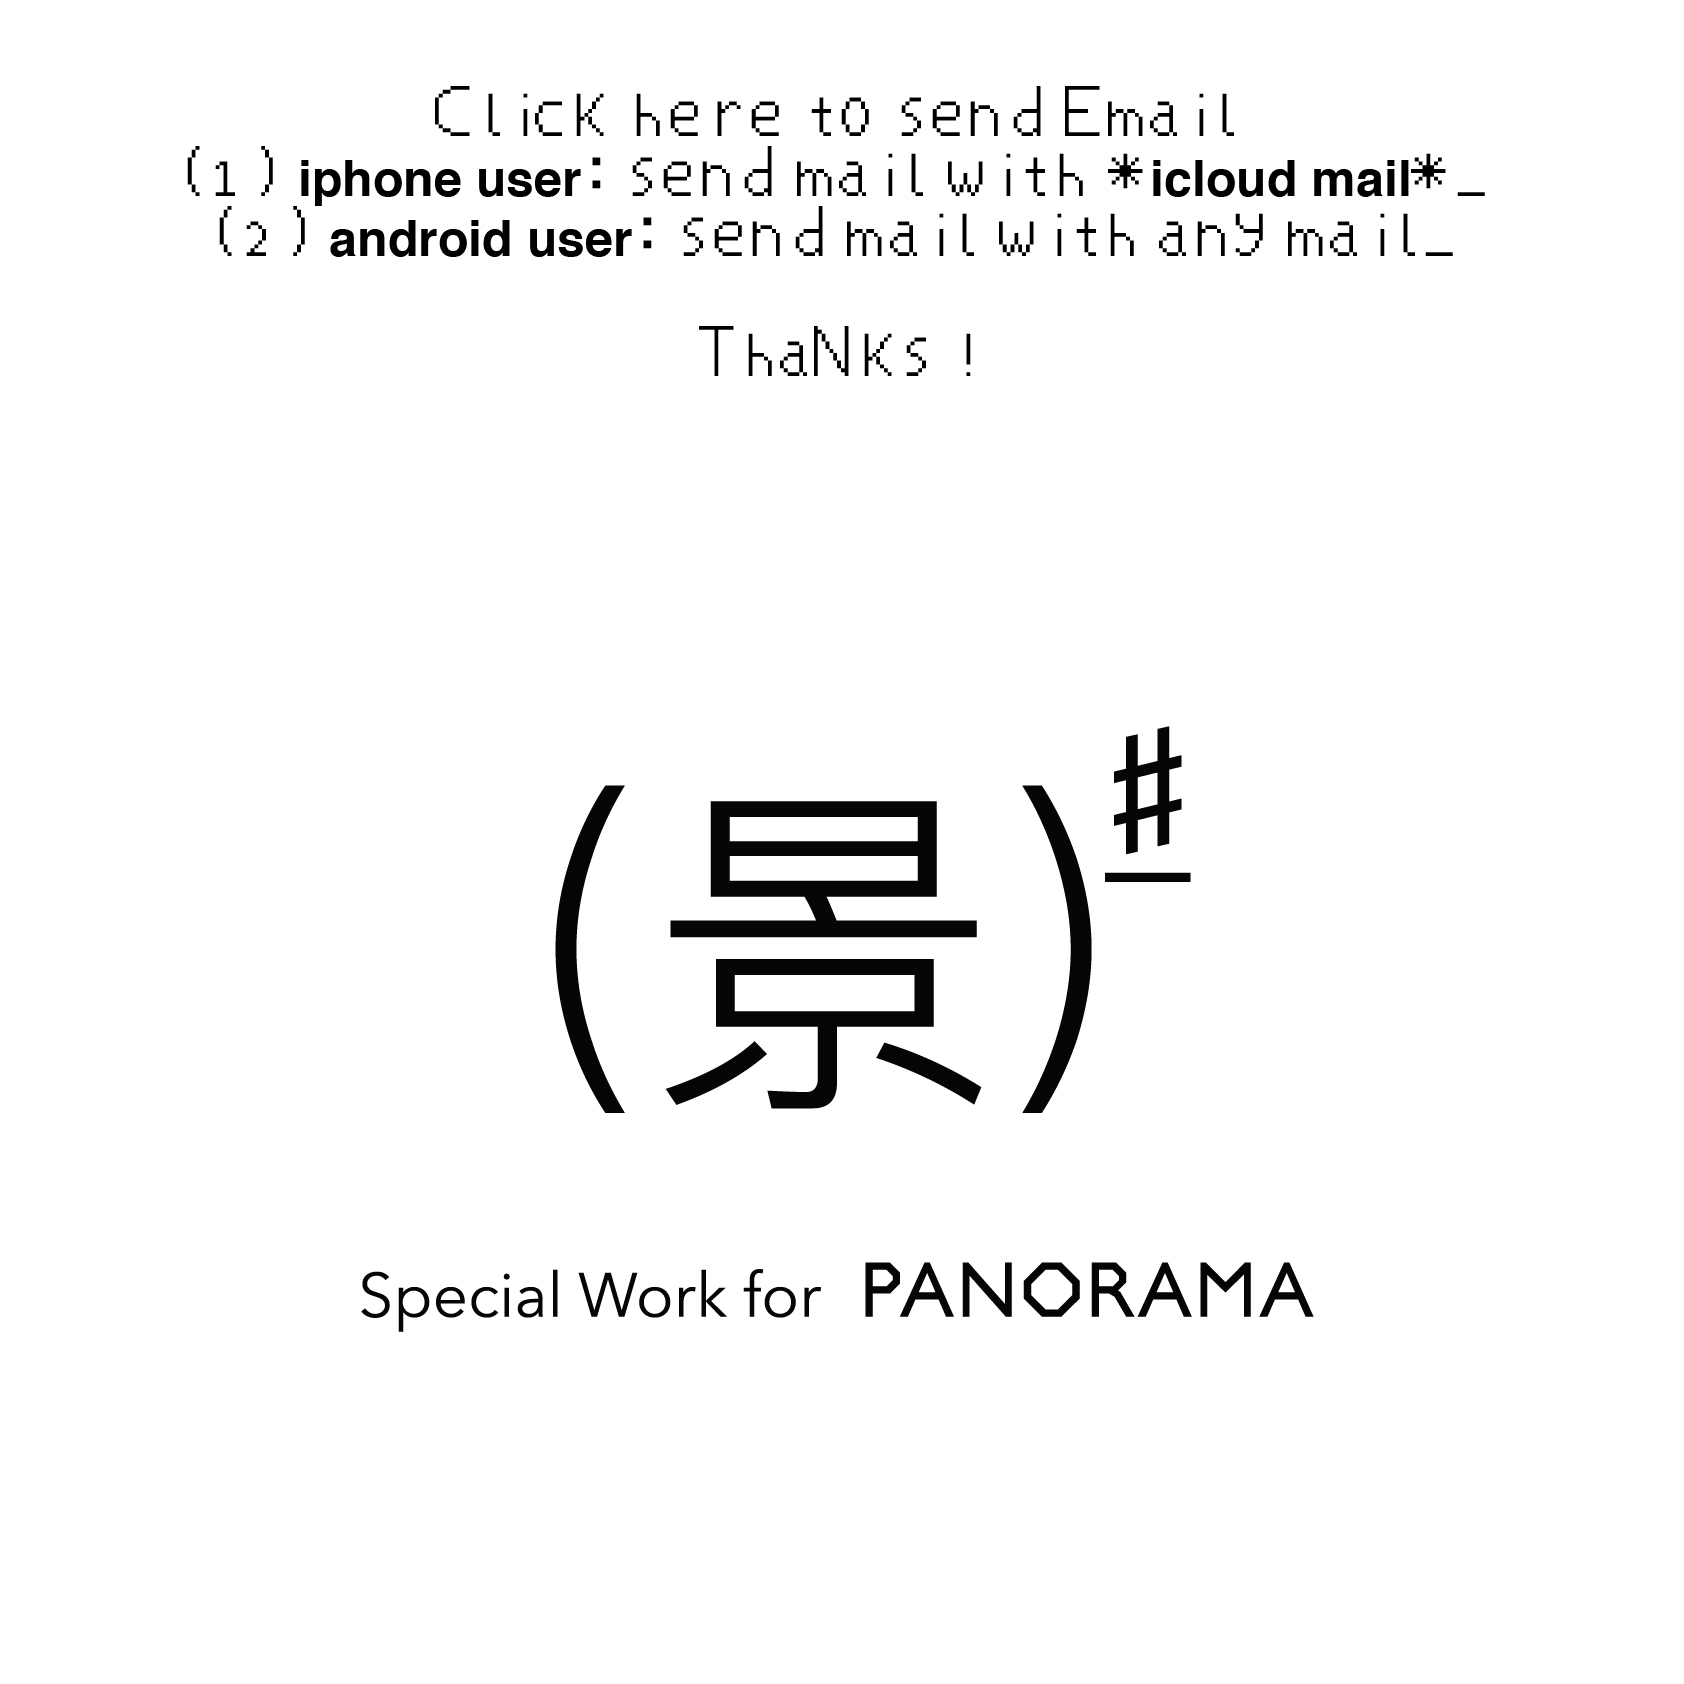 Click here to send Email
(1) iphone user: send mail with *icloud mail*_
(2) android user: send mail with any mail_
ThaNKs !
(景)♯
Special Work for PANORAMA